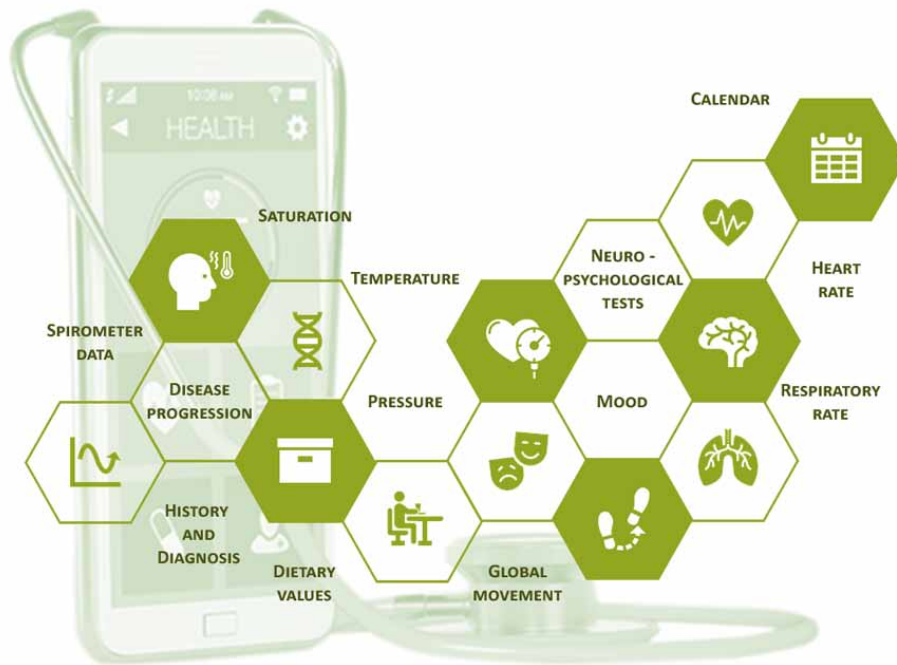 10:08 AM
HEALTH
CALENDAR
SATURATION
NEURO -
PSYCHOLOGICAL
TESTS
TEMPERATURE
HEART
RATE
SPIROMETER
DATA
DISEASE
PROGRESSION
PRESSURE
MOOD
RESPIRATORY
RATE
HISTORY
AND
DIAGNOSIS
DIETARY
VALUES
GLOBAL
MOVEMENT